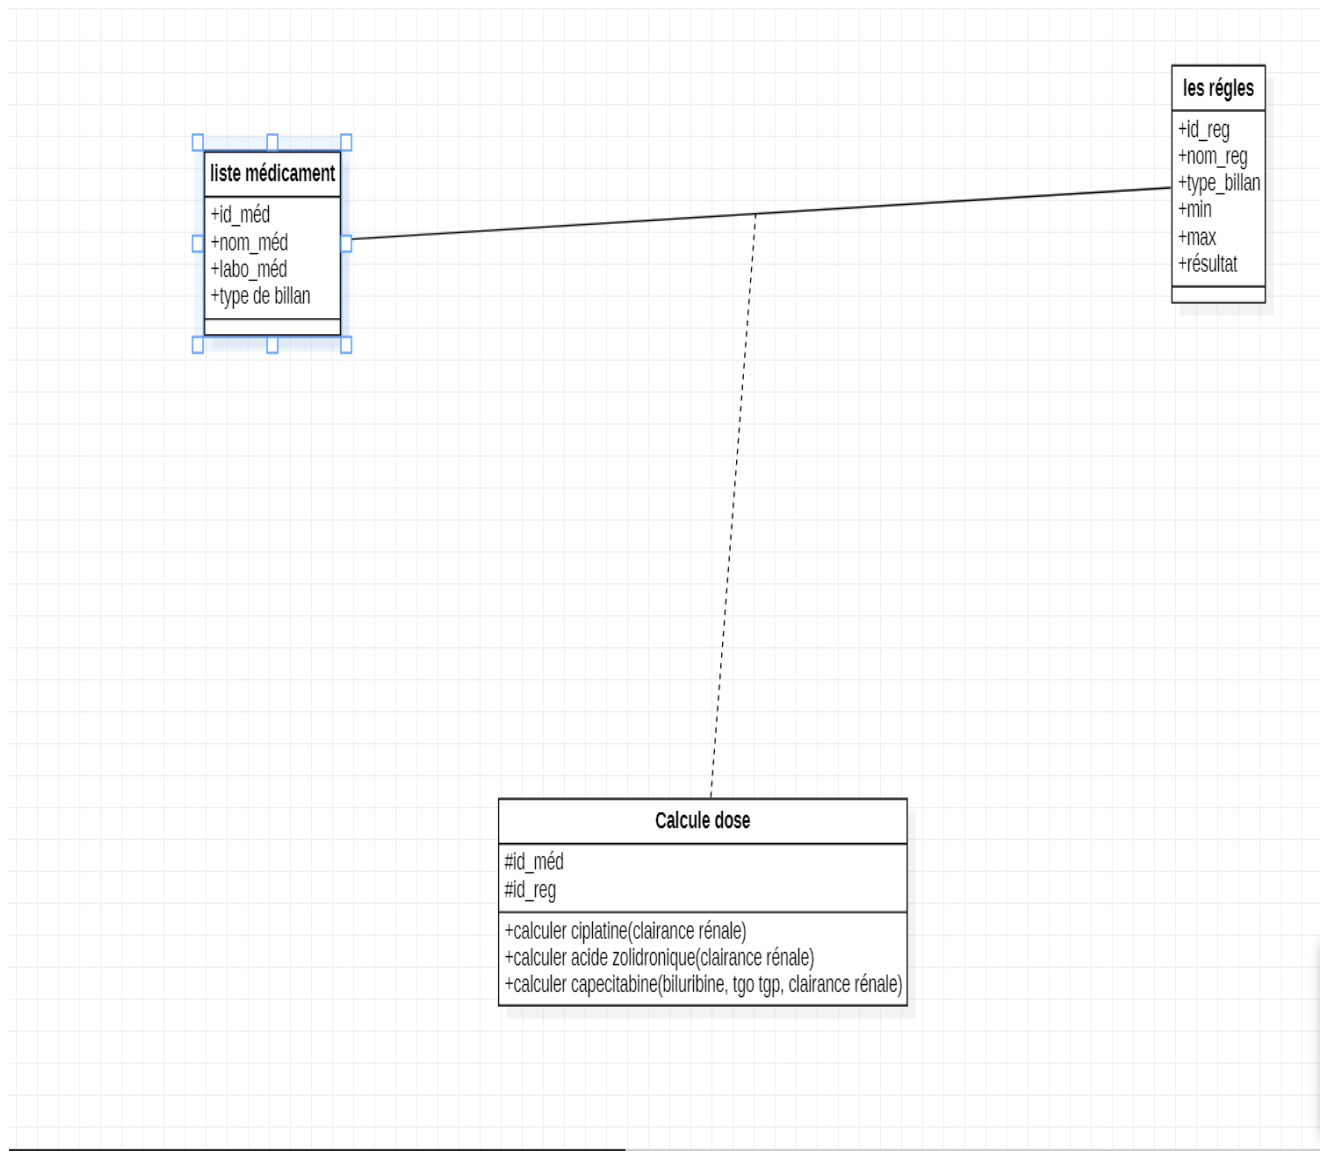 liste médicament
+id_méd
+nom_méd
+labo_méd
+type de billan
les régles
+id_reg
+nom_reg
+type_billan
+min
+max
+résultat
Calcule dose
#id_méd
#id_reg
+calculer ciplatine(clairance rénale)
+calculer acide zolidronique(clairance rénale)
+calculer capecitabine(biluribine, tgo tgp, clairance rénale)